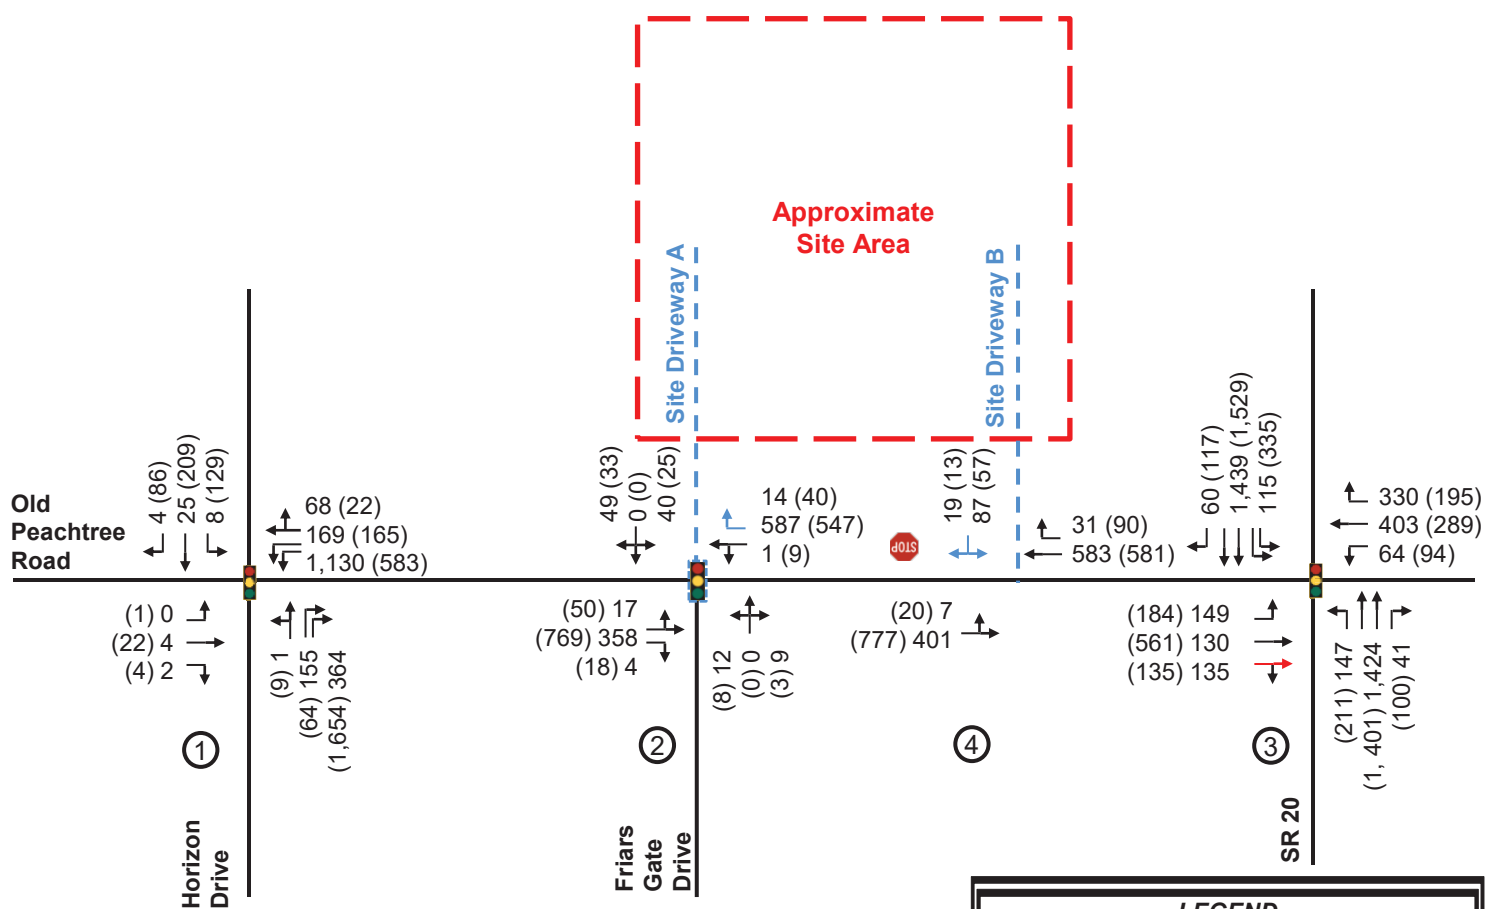 Approximate
Site Area
Site Driveway A
Site Driveway B
Old
Peachtree
Road
4 (86)
25 (209)
8 (129)
68 (22)
169 (165)
1,130 (583)
(1) 0
(22) 4
(4) 2
(9) 1
(64) 155
(1,654) 364
1
Horizon
Drive
49 (33)
0 (0)
40 (25)
14 (40)
587 (547)
1 (9)
(50) 17
(769) 358
(18) 4
(8) 12
(0) 0
(3) 9
2
Friars
Gate
Drive
STOP
19 (13)
87 (57)
31 (90)
583 (581)
(20) 7
(777) 401
4
60 (117)
1,439 (1,529)
115 (335)
330 (195)
403 (289)
64 (94)
(184) 149
(561) 130
(135) 135
(211) 147
(1, 401) 1,424
(100) 41
3
SR 20
LEGEND